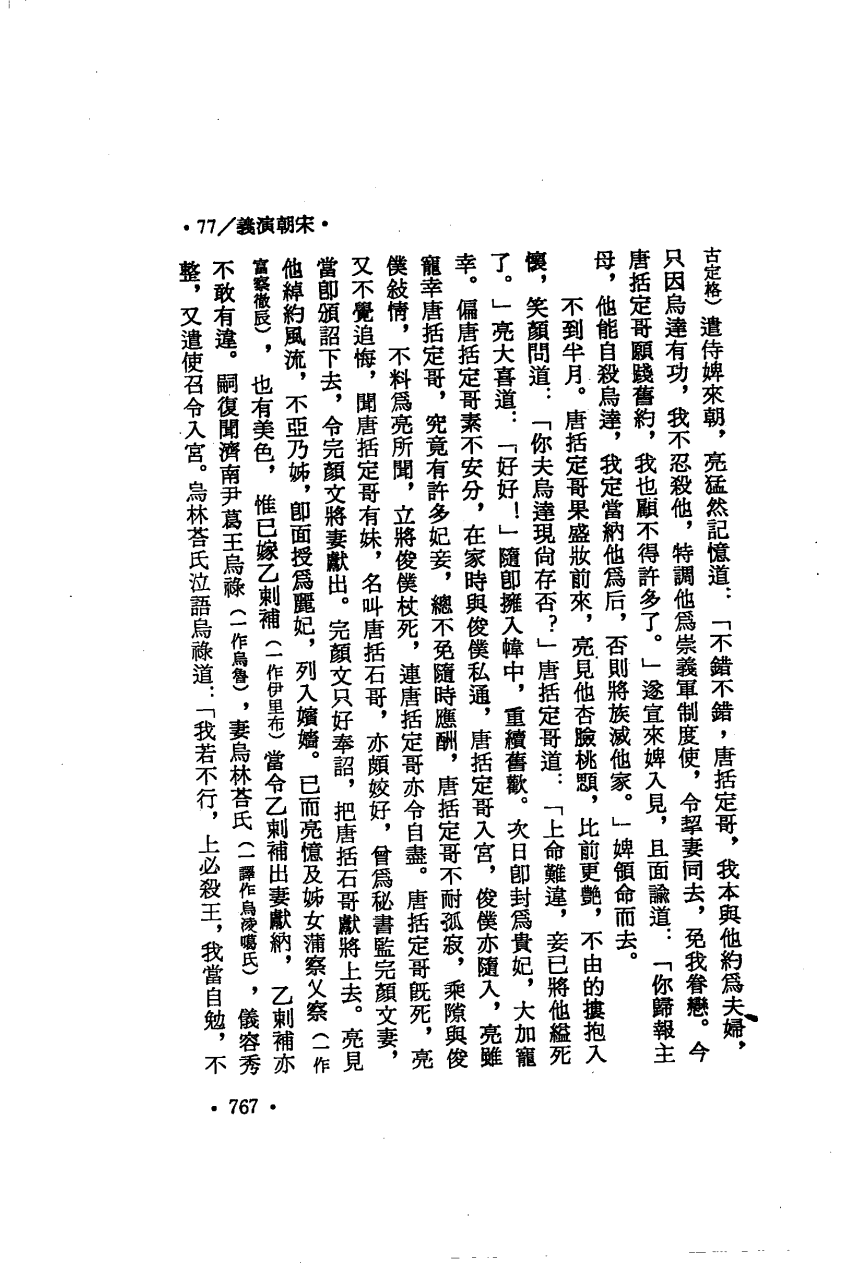 •77／義演朝宋•
古定格）遣侍婢來朝，亮猛然記憶道：「不錯不錯，唐括定哥，我本與他約爲夫婦，
只因烏達有功，我不忍殺他，特調他爲崇義軍制度使，令挈妻同去，免我眷戀。今
唐括定哥願踐舊約，我也顧不得許多了。」遂宣來婢入見，且面諭道：「你歸報主
母，他能自殺烏達，我定當納他爲后，否則將族滅他家。」婢領命而去。
不到半月。唐括定哥果盛妝前來，亮見他杏臉桃顋，比前更艷，不由的摟抱入
懷，笑顏問道：「你夫烏達現尙存否？」唐括定哥道：「上命難違，妾已將他縊死
了。」亮大喜道：「好好！」隨卽擁入幃中，重續舊歡。次日卽封爲貴妃，大加寵
幸。偏唐括定哥素不安分，在家時與俊僕私通，唐括定哥入宮，俊僕亦隨入，亮雖
寵幸唐括定哥，究竟有許多妃妾，總不免隨時應酬，唐括定哥不耐孤寂，乘隙與俊
僕敍情，不料爲亮所聞，立將俊僕杖死，連唐括定哥亦令自盡。唐括定哥旣死，亮
又不覺追悔，聞唐括定哥有妹，名叫唐括石哥，亦頗姣好，曾爲秘書監完顏文妻，
當卽頒詔下去，令完顏文將妻獻出。完顏文只好奉詔，把唐括石哥獻將上去。亮見
他綽約風流，不亞乃姊，卽面授爲麗妃，列入嬪嬙。已而亮憶及姊女蒲察乂察（一作
富察徹辰），也有美色，惟已嫁乙剌補（一作伊里布）當令乙剌補出妻獻納，乙剌補亦
不敢有違。嗣復聞濟南尹葛王烏祿（一作烏魯），妻烏林荅氏（一譯作烏淩噶氏），儀容秀
整，又遣使召令入宮。烏林荅氏泣語烏祿道：「我若不行，上必殺王，我當自勉，不
•767•